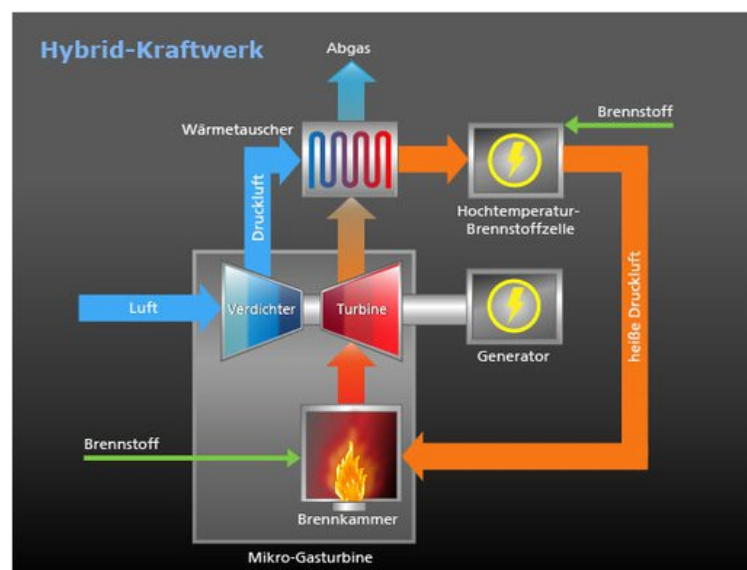 Hybrid-Kraftwerk
Abgas
Wärmetauscher
Brennstoff
Druckluft
Hochtemperatur-
Brennstoffzelle
Luft
Verdichter
Turbine
heiße Druckluft
Generator
Brennstoff
Brennkammer
Mikro-Gasturbine